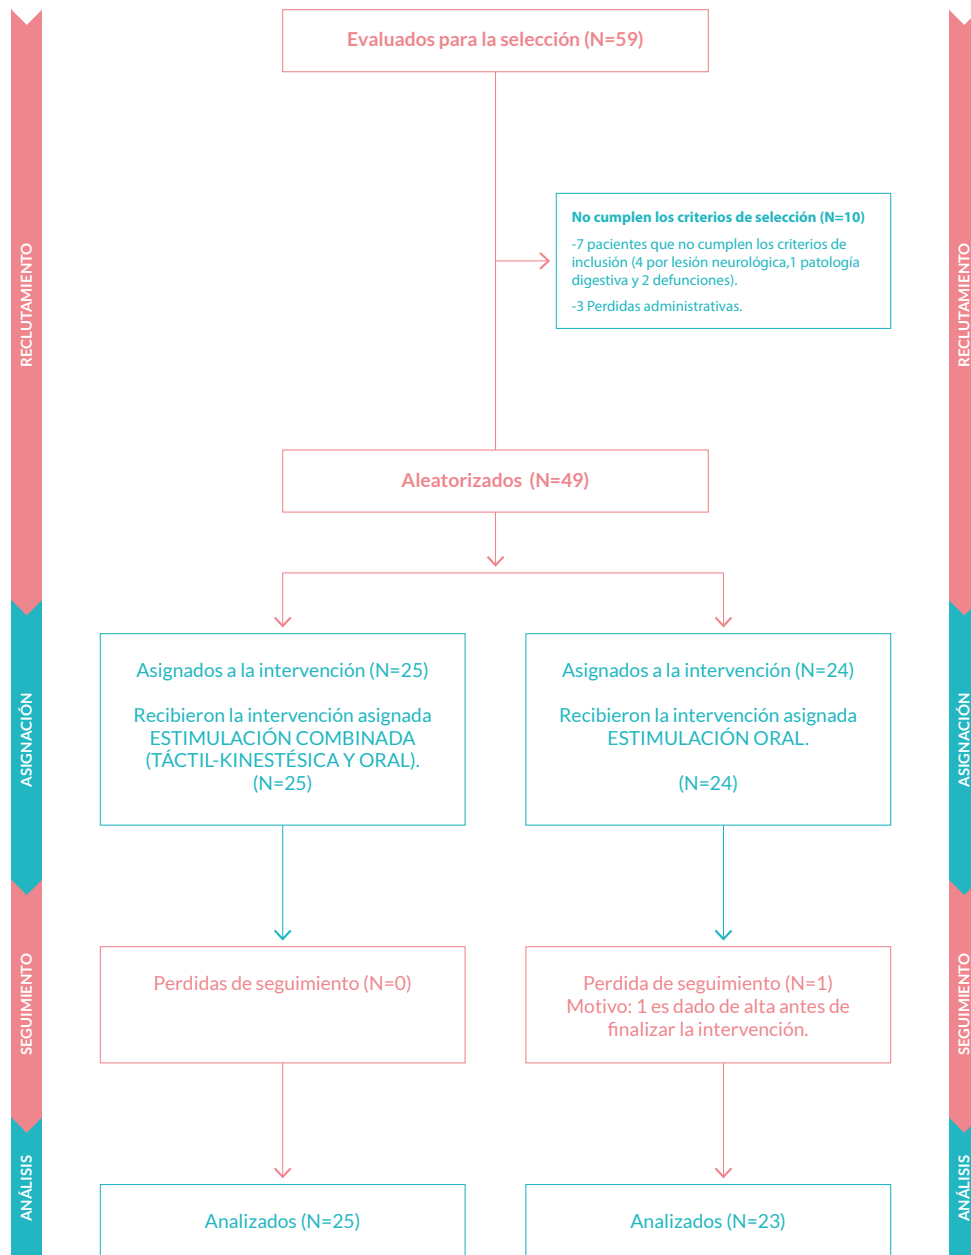 Evaluados para la selección (N=59)
No cumplen los criterios de selección (N=10)
-7 pacientes que no cumplen los criterios de
inclusión (4 por lesión neurológica,1 patología
digestiva y 2 defunciones).
-3 Perdidas administrativas.
RECLUTAMIENTO
RECLUTAMIENTO
Aleatorizados (N=49)
Asignados a la intervención (N=25)
Recibieron la intervención asignada
ESTIMULACIÓN COMBINADA
(TÁCTIL-KINESTÉSICA Y ORAL).
(N=25)
Asignados a la intervención (N=24)
Recibieron la intervención asignada
ESTIMULACIÓN ORAL.
(N=24)
ASIGNACIÓN
ASIGNACIÓN
Perdidas de seguimiento (N=0)
Perdida de seguimiento (N=1)
Motivo: 1 es dado de alta antes de
finalizar la intervención.
SEGUIMIENTO
SEGUIMIENTO
Analizados (N=25)
Analizados (N=23)
ANÁLISIS
ANÁLISIS